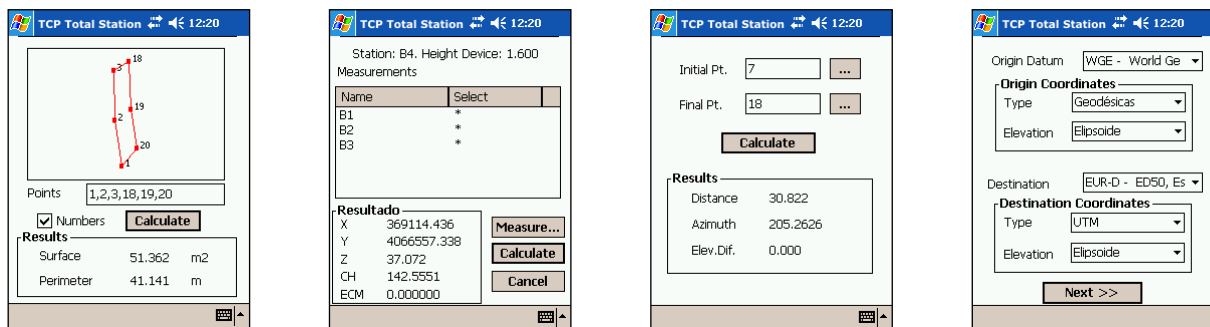 TCP Total Station 12:20
18
3
19
2
20
1
Points 1,2,3,18,19,20
Numbers Calculate
Results
Surface 51.362 m2
Perimeter 41.141 m
TCP Total Station 12:20
Station: B4. Height Device: 1.600
Measurements
Name Select
B1 *
B2 *
B3 *
Resultado
X 369114.436
Y 4066557.338
Z 37.072
CH 142.5551
ECM 0.000000
Measure...
Calculate
Cancel
TCP Total Station 12:20
Initial Pt. 7 ...
Final Pt. 18 ...
Calculate
Results
Distance 30.822
Azimuth 205.2626
Elev.Dif. 0.000
TCP Total Station 12:20
Origin Datum WGE - World Ge
Origin Coordinates
Type Geodésicas
Elevation Elipsoide
Destination EUR-D - ED50, Es
Destination Coordinates
Type UTM
Elevation Elipsoide
Next >>